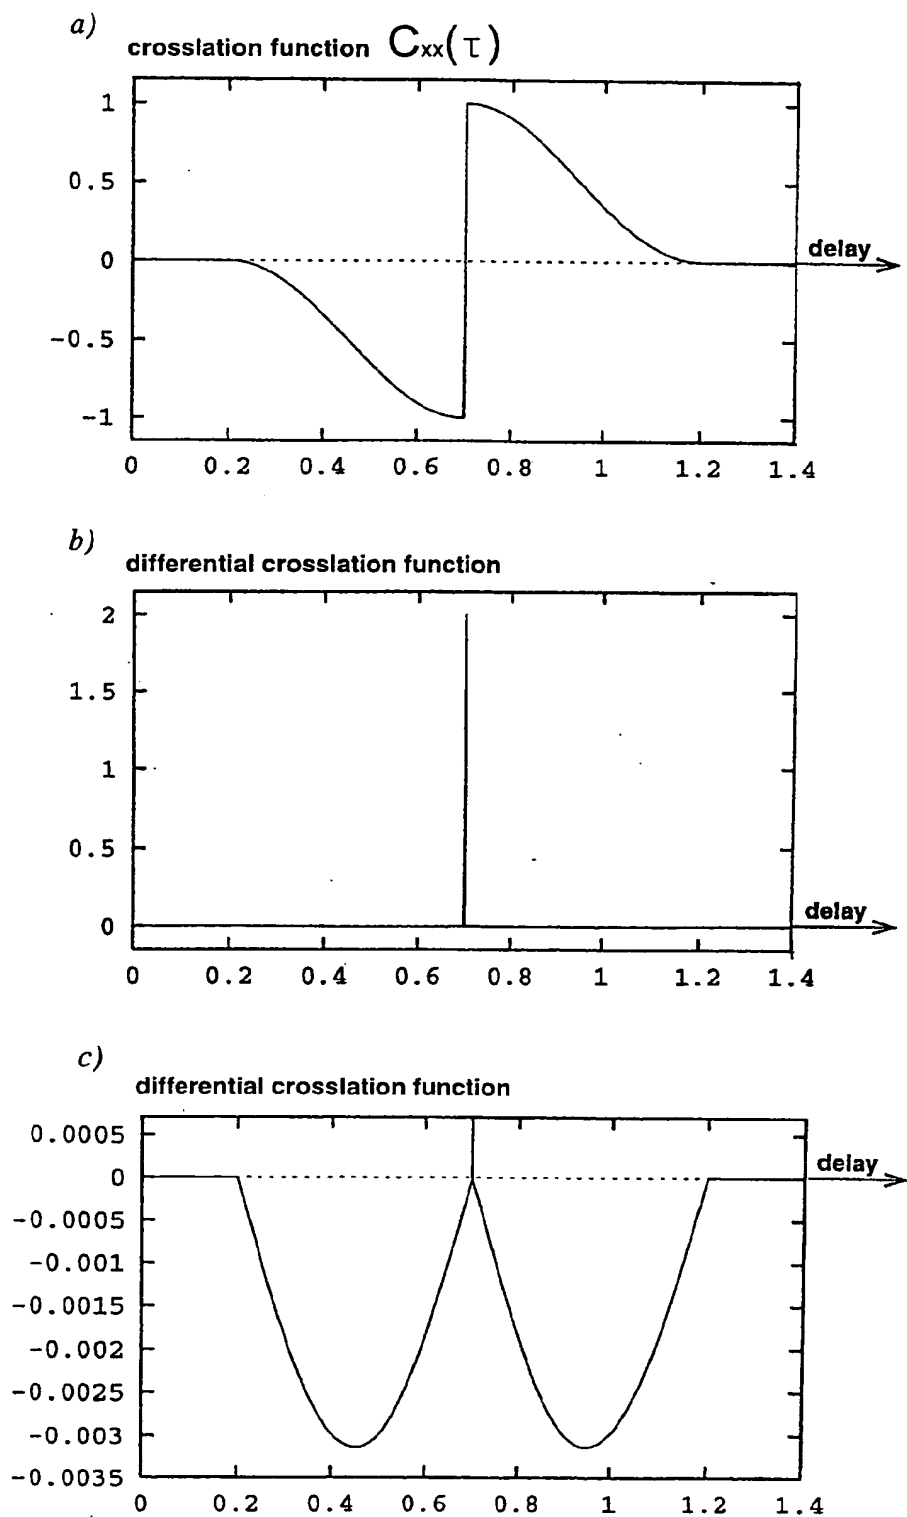 a)
crosslation function Cxx(τ)
1
0.5
0
-0.5
-1
delay
0 0.2 0.4 0.6 0.8 1 1.2 1.4
b)
differential crosslation function
2
1.5
1
0.5
0
delay
0 0.2 0.4 0.6 0.8 1 1.2 1.4
c)
differential crosslation function
0.0005
0
-0.0005
-0.001
-0.0015
-0.002
-0.0025
-0.003
-0.0035
delay
0 0.2 0.4 0.6 0.8 1 1.2 1.4